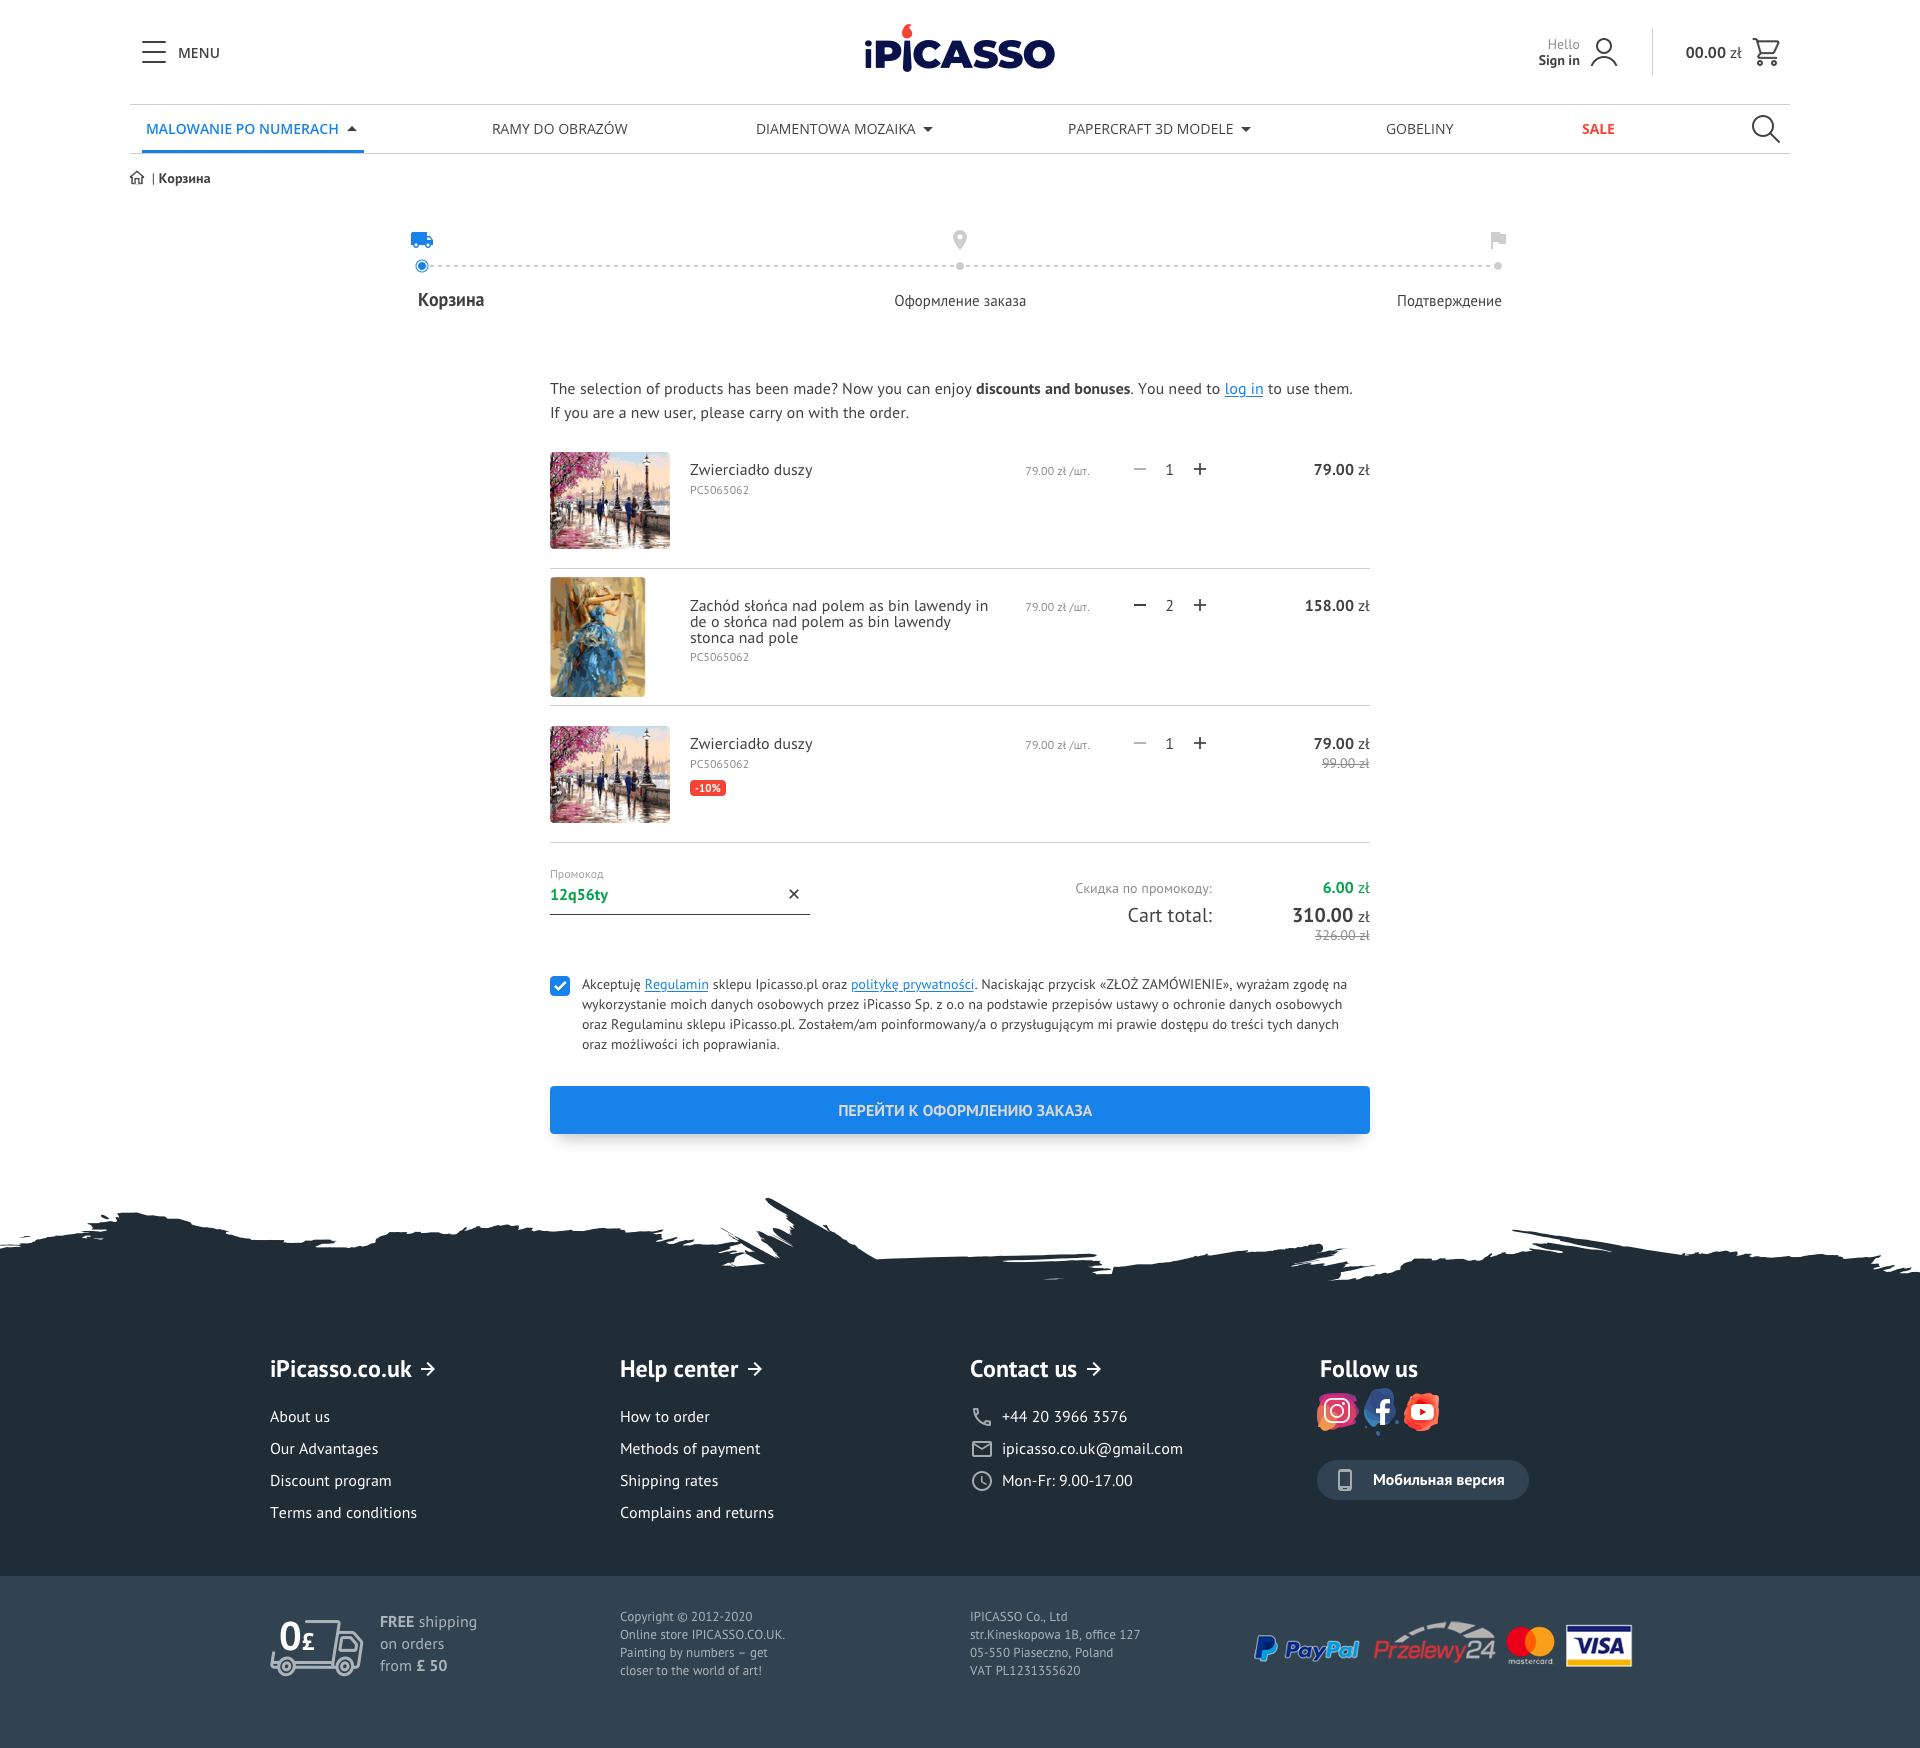 MENU
iPICASSO
Hello
Sign in
00.00 zł
MALOWANIE PO NUMERACH
RAMY DO OBRAZÓW
DIAMENTOWA MOZAIKA
PAPERCRAFT 3D MODELE
GOBELINY
SALE
| Корзина
Корзина
Оформление заказа
Подтверждение
The selection of products has been made? Now you can enjoy discounts and bonuses. You need to log in to use them.
If you are a new user, please carry on with the order.
Zwierciadło duszy
PC5065062
79.00 zł /шт.
1
79.00 zł
Zachód słońca nad polem as bin lawendy in
de o słońca nad polem as bin lawendy
stonca nad pole
PC5065062
79.00 zł /шт.
2
158.00 zł
Zwierciadło duszy
PC5065062
-10%
79.00 zł /шт.
1
79.00 zł
99.00 zł
Промокод
12q56ty
Скидка по промокоду:
6.00 zł
Cart total:
310.00 zł
326.00 zł
Akceptuję Regulamin sklepu Ipicasso.pl oraz politykę prywatności. Naciskając przycisk «ZŁOŻ ZAMÓWIENIE», wyrażam zgodę na
wykorzystanie moich danych osobowych przez iPicasso Sp. z o.o na podstawie przepisów ustawy o ochronie danych osobowych
oraz Regulaminu sklepu iPicasso.pl. Zostałem/am poinformowany/a o przysługującym mi prawie dostępu do treści tych danych
oraz możliwości ich poprawiania.
ПЕРЕЙТИ К ОФОРМЛЕНИЮ ЗАКАЗА
iPicasso.co.uk
About us
Our Advantages
Discount program
Terms and conditions
Help center
How to order
Methods of payment
Shipping rates
Complains and returns
Contact us
+44 20 3966 3576
ipicasso.co.uk@gmail.com
Mon-Fr: 9.00-17.00
Follow us
Мобильная версия
0£
FREE shipping
on orders
from £ 50
Copyright © 2012-2020
Online store IPICASSO.CO.UK.
Painting by numbers – get
closer to the world of art!
IPICASSO Co., Ltd
str.Kineskopowa 1B, office 127
05-550 Piaseczno, Poland
VAT PL1231355620
PayPal
Przelewy24
mastercard
VISA